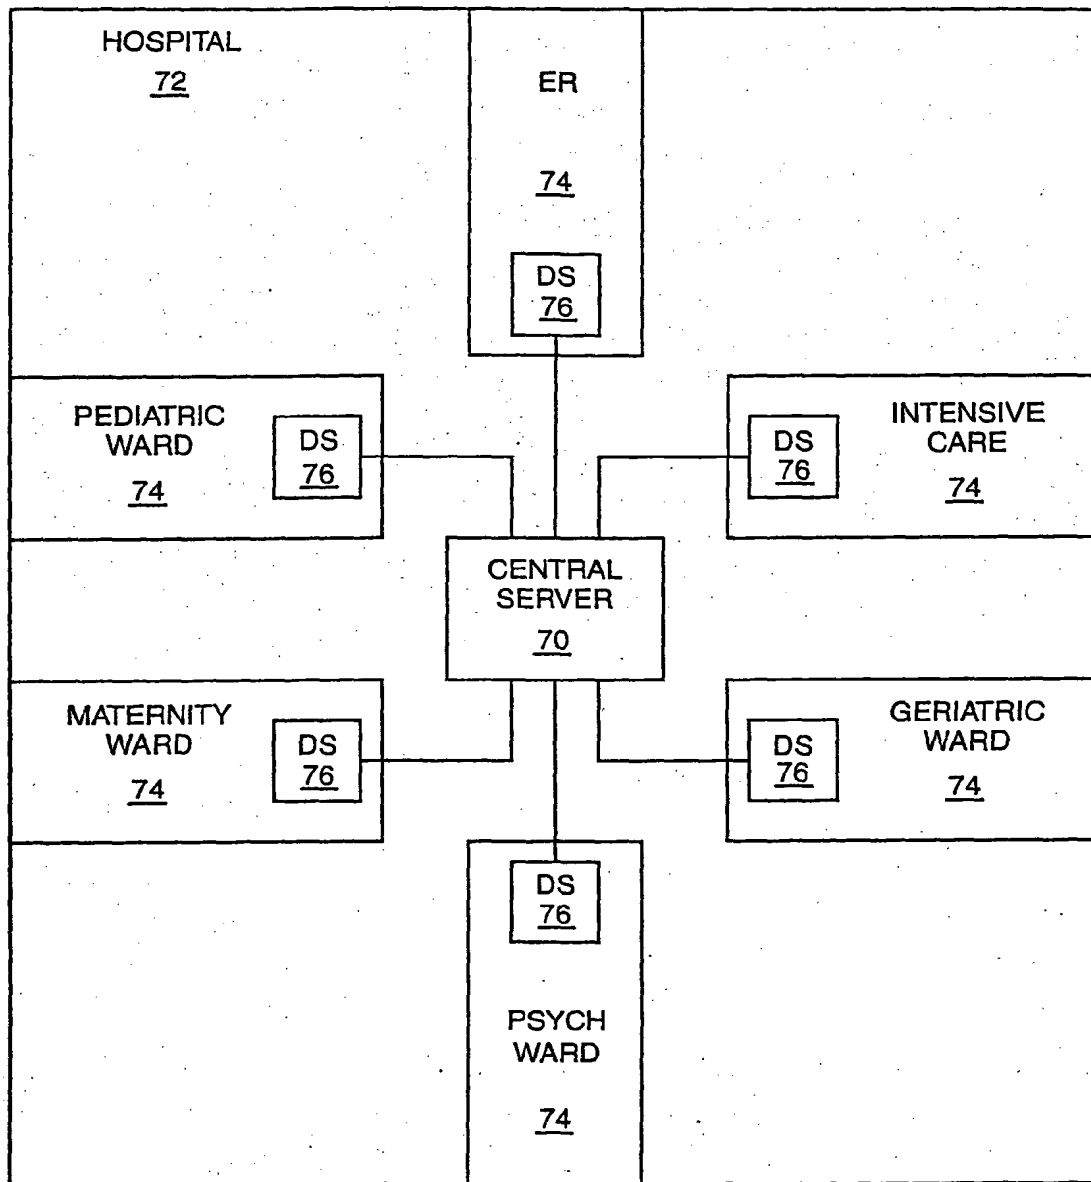 HOSPITAL
72
ER
74
DS
76
PEDIATRIC
WARD
74
DS
76
INTENSIVE
CARE
74
DS
76
CENTRAL
SERVER
70
MATERNITY
WARD
74
DS
76
GERIATRIC
WARD
74
DS
76
DS
76
PSYCH
WARD
74